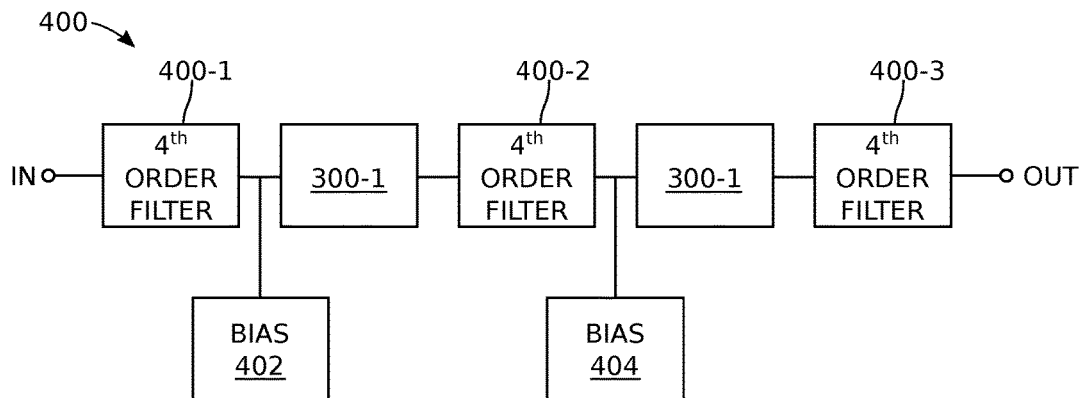 400
400-1
400-2
400-3
IN
4th
ORDER
FILTER
300-1
4th
ORDER
FILTER
300-1
4th
ORDER
FILTER
OUT
BIAS
402
BIAS
404